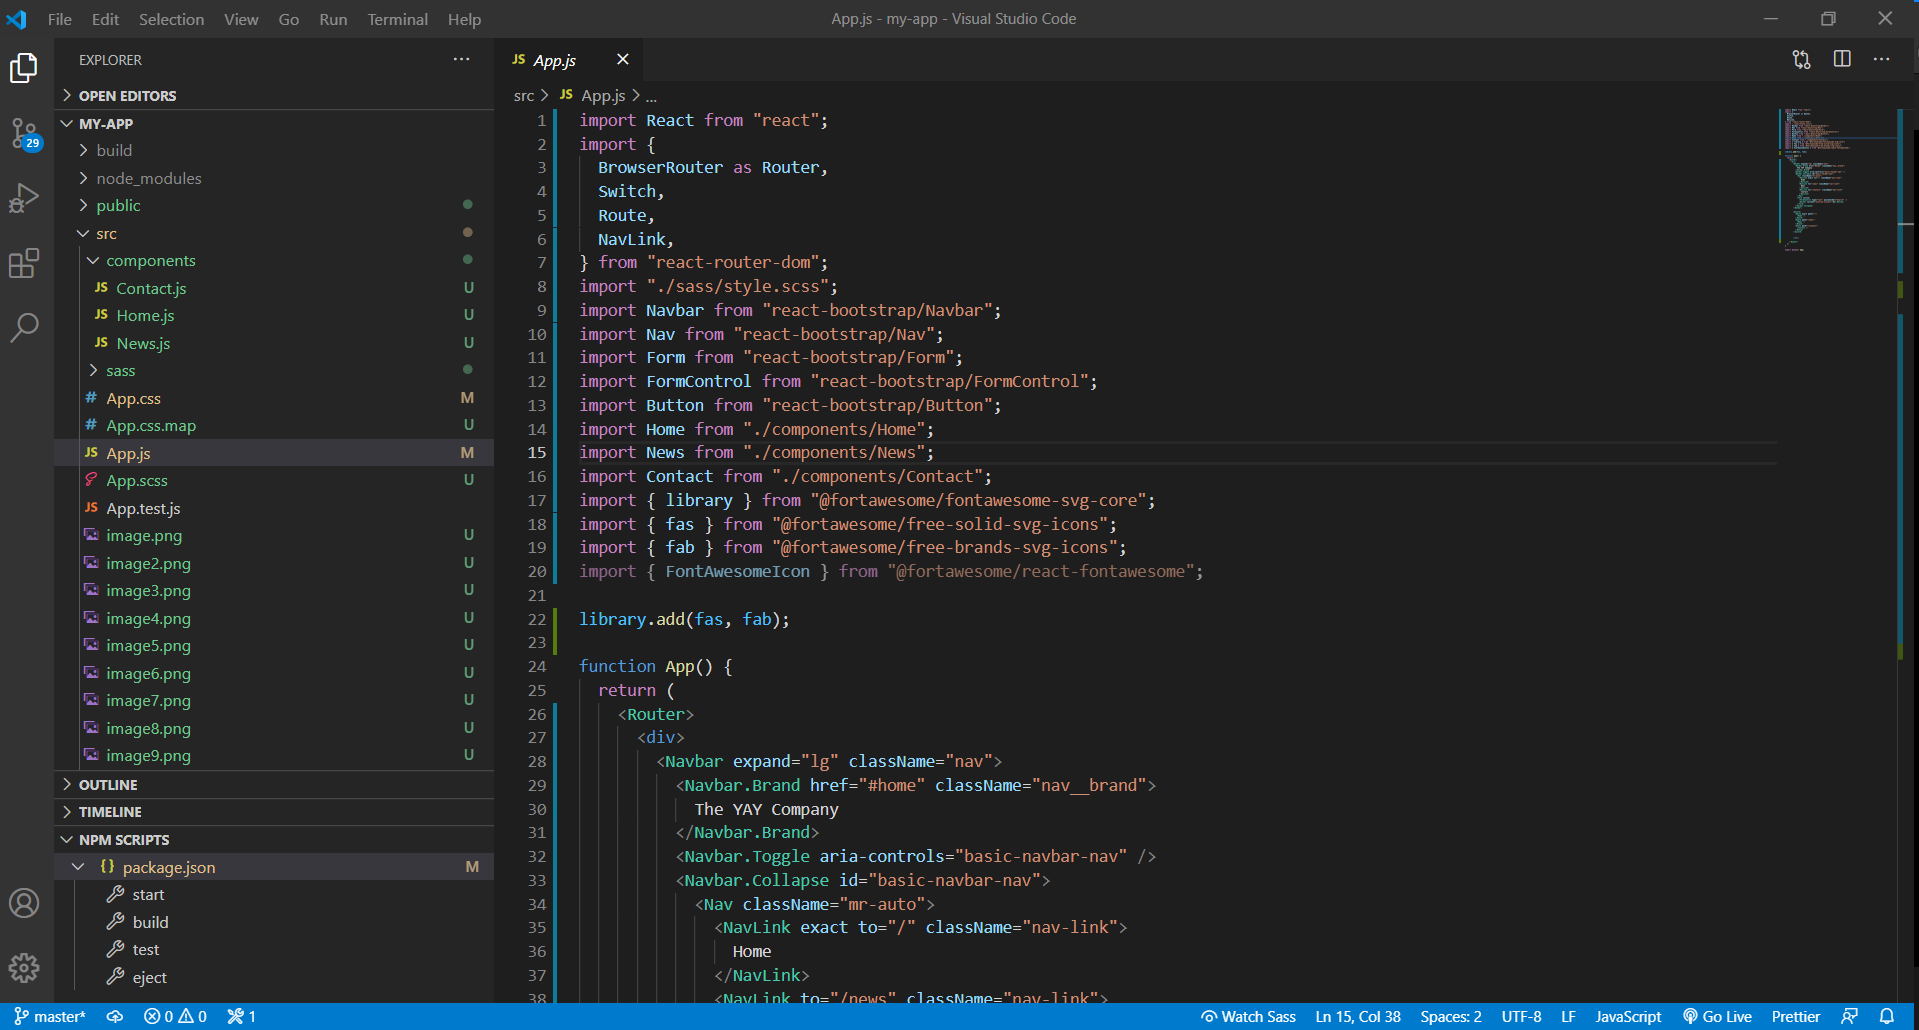 File Edit Selection View Go Run Terminal Help
App.js - my-app - Visual Studio Code
EXPLORER
OPEN EDITORS
MY-APP
build
node_modules
public
src
components
JS Contact.js U
JS Home.js U
JS News.js U
sass
# App.css M
# App.css.map U
JS App.js M
App.scss U
JS App.test.js
image.png U
image2.png U
image3.png U
image4.png U
image5.png U
image6.png U
image7.png U
image8.png U
image9.png U
OUTLINE
TIMELINE
NPM SCRIPTS
{} package.json M
start
build
test
eject
29
JS App.js
src > JS App.js > ...
1 import React from "react";
2 import {
3 BrowserRouter as Router,
4 Switch,
5 Route,
6 NavLink,
7 } from "react-router-dom";
8 import "./sass/style.scss";
9 import Navbar from "react-bootstrap/Navbar";
10 import Nav from "react-bootstrap/Nav";
11 import Form from "react-bootstrap/Form";
12 import FormControl from "react-bootstrap/FormControl";
13 import Button from "react-bootstrap/Button";
14 import Home from "./components/Home";
15 import News from "./components/News";
16 import Contact from "./components/Contact";
17 import { library } from "@fortawesome/fontawesome-svg-core";
18 import { fas } from "@fortawesome/free-solid-svg-icons";
19 import { fab } from "@fortawesome/free-brands-svg-icons";
20 import { FontAwesomeIcon } from "@fortawesome/react-fontawesome";
21
22 library.add(fas, fab);
23
24 function App() {
25 return (
26 <Router>
27 <div>
28 <Navbar expand="lg" className="nav">
29 <Navbar.Brand href="#home" className="nav__brand">
30 The YAY Company
31 </Navbar.Brand>
32 <Navbar.Toggle aria-controls="basic-navbar-nav" />
33 <Navbar.Collapse id="basic-navbar-nav">
34 <Nav className="mr-auto">
35 <NavLink exact to="/" className="nav-link">
36 Home
37 </NavLink>
38 <NavLink to="/news" className="nav-link">
master* 0 0 1 Watch Sass Ln 15, Col 38 Spaces: 2 UTF-8 LF JavaScript Go Live Prettier